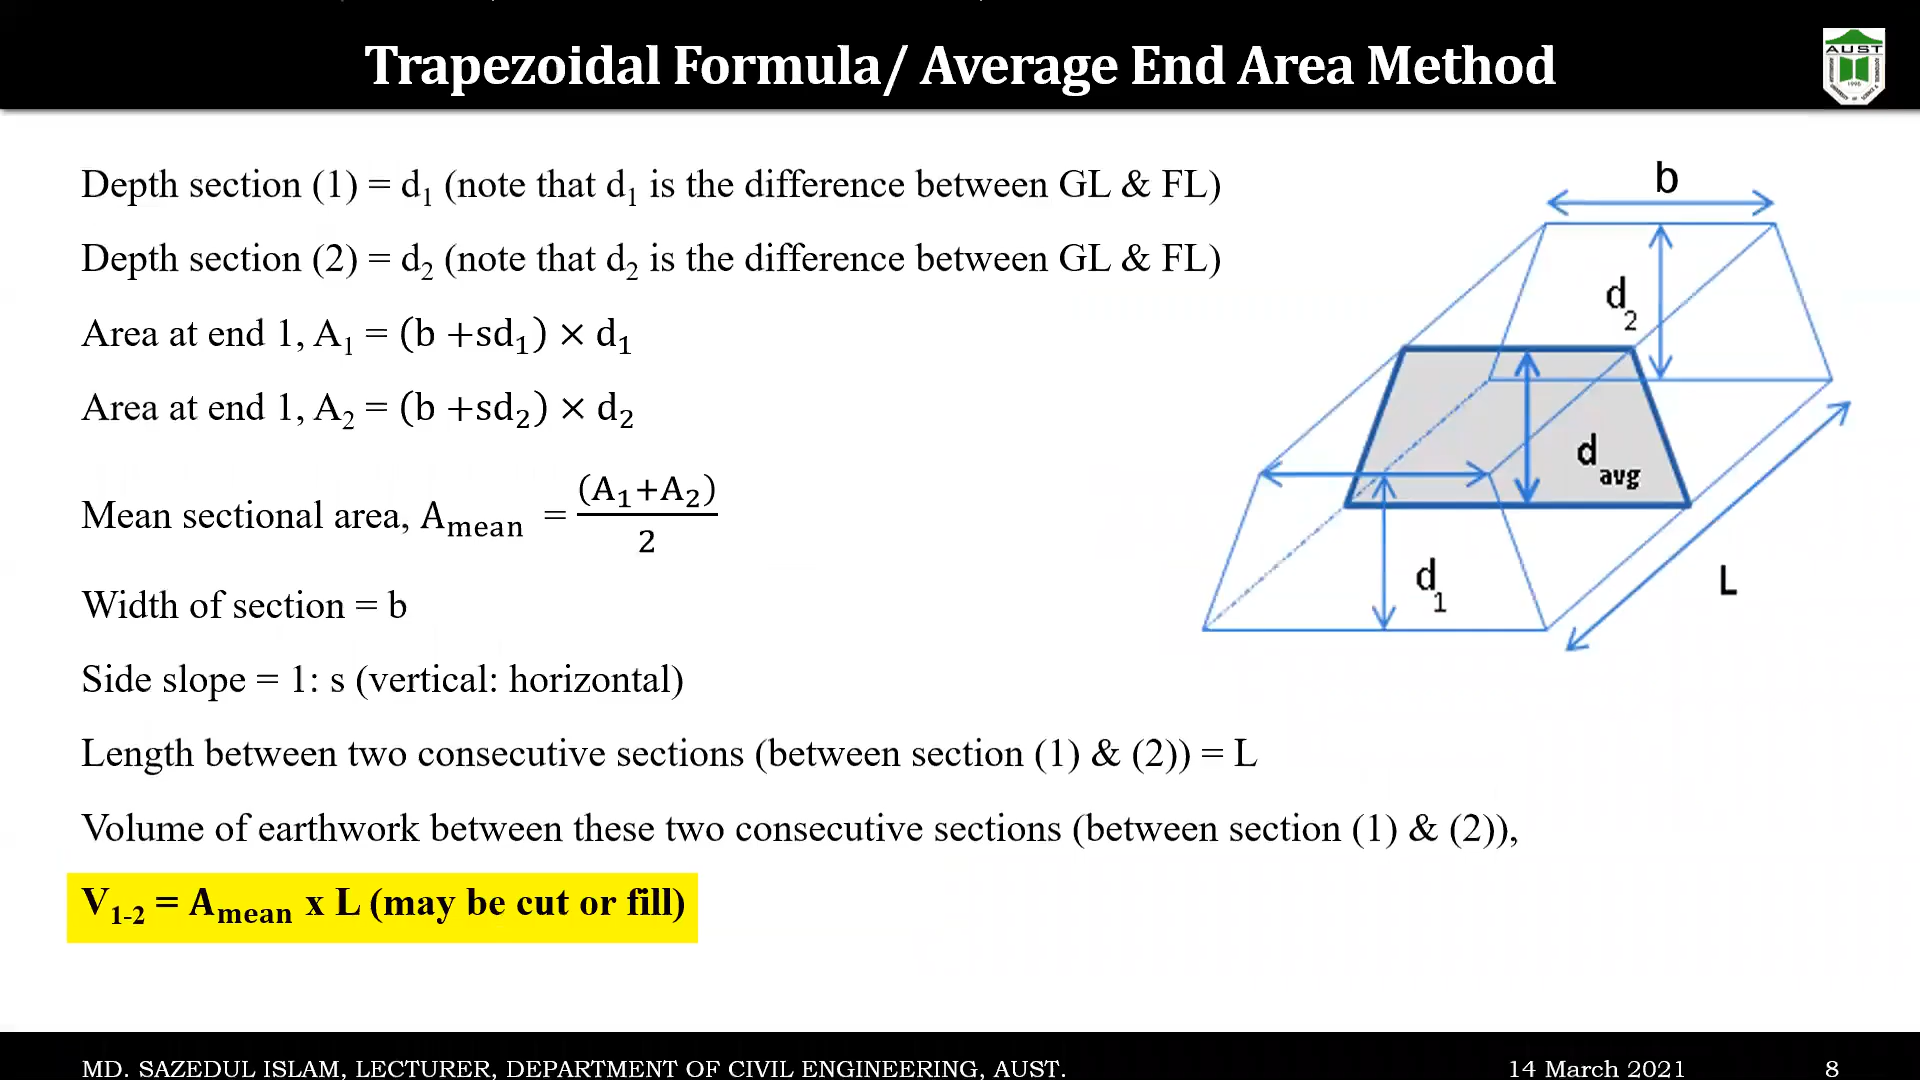 Trapezoidal Formula/ Average End Area Method
AUST
Depth section (1) = d₁ (note that d₁ is the difference between GL & FL)
Depth section (2) = d₂ (note that d₂ is the difference between GL & FL)
Area at end 1, A₁ = (b +sd₁) × d₁
Area at end 1, A₂ = (b +sd₂) × d₂
Mean sectional area, Aₘₑₐₙ = (A₁+A₂)/2
Width of section = b
Side slope = 1: s (vertical: horizontal)
Length between two consecutive sections (between section (1) & (2)) = L
Volume of earthwork between these two consecutive sections (between section (1) & (2)),
V₁₋₂ = Aₘₑₐₙ x L (may be cut or fill)
b
d₂
d avg
d₁
L
MD. SAZEDUL ISLAM, LECTURER, DEPARTMENT OF CIVIL ENGINEERING, AUST.
14 March 2021
8